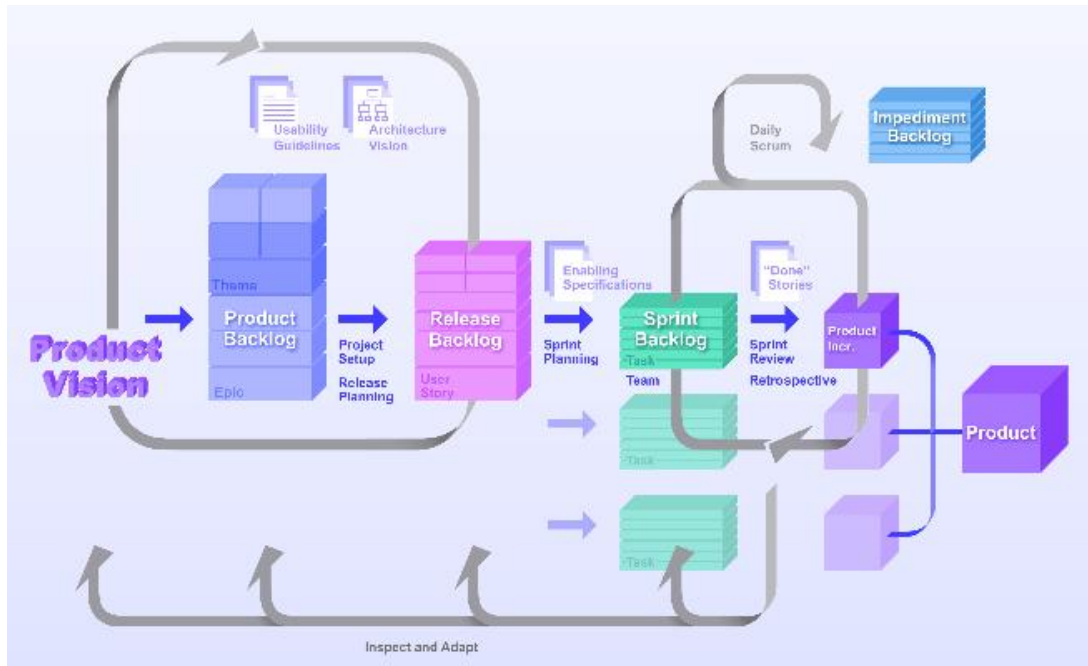 Usability
Guidelines
Architecture
Vision
Daily
Scrum
Impediment
Backlog
Theme
Product
Backlog
Epic
Product
Vision
Project
Setup
Release
Planning
Release
Backlog
User
Story
Enabling
Specifications
Sprint
Planning
Sprint
Backlog
Task
Team
"Done"
Stories
Sprint
Review
Retrospective
Product
Incr.
Task
Task
Product
Inspect and Adapt